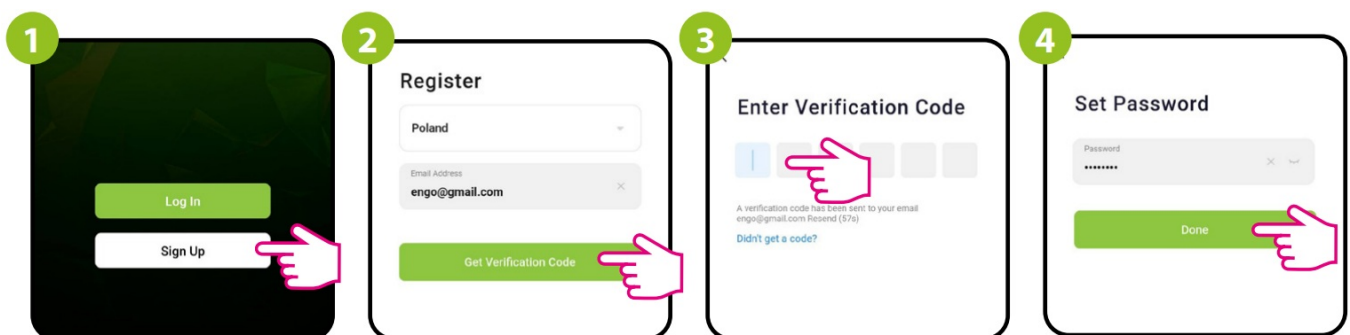 1
Log In
Sign Up
2
Register
Poland
Email Address
engo@gmail.com
Get Verification Code
3
Enter Verification Code
A verification code has been sent to your email
engo@gmail.com Resend (57s)
Didn't get a code?
4
Set Password
Password
••••••••
Done